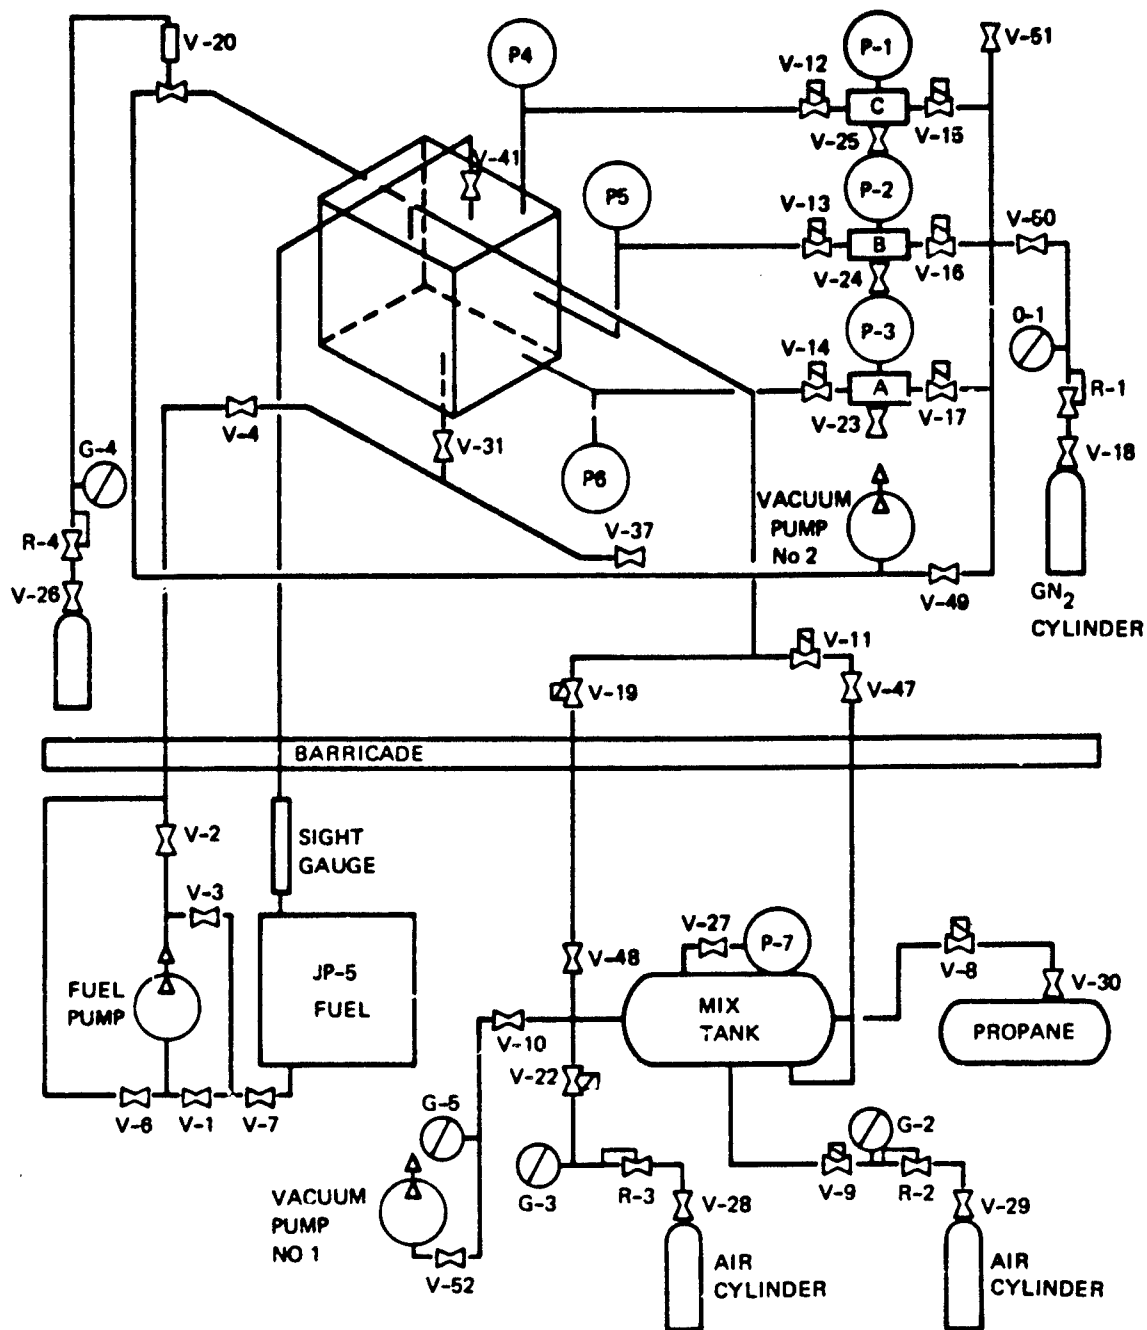 P-1
V-51
V-20
P4
V-12
C
V-25
V-15
V-41
P-2
P5
V-13
V-50
B
V-24
V-16
P-3
O-1
V-14
R-1
A
V-23
V-17
V-4
V-31
V-18
G-4
P6
VACUUM
PUMP
No 2
V-37
R-4
V-26
V-49
GN2
CYLINDER
V-11
V-19
V-47
BARRICADE
V-2
SIGHT
GAUGE
V-3
V-27
P-7
V-48
V-8
JP-5
FUEL
FUEL
PUMP
MIX
TANK
V-30
PROPANE
V-10
V-22
V-6
V-1
V-7
G-5
G-2
G-3
R-3
V-9
R-2
VACUUM
PUMP
NO 1
V-28
V-29
V-52
AIR
CYLINDER
AIR
CYLINDER